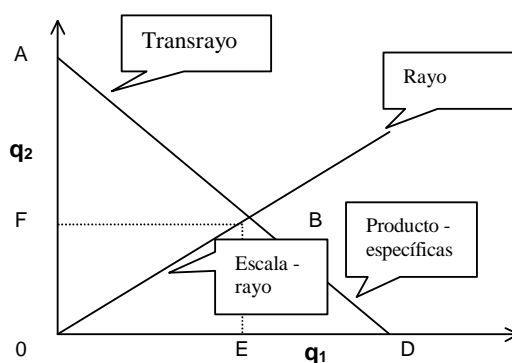 Transrayo
A
Rayo
q2
F
B
Producto -
específicas
Escala -
rayo
0
E
q1
D